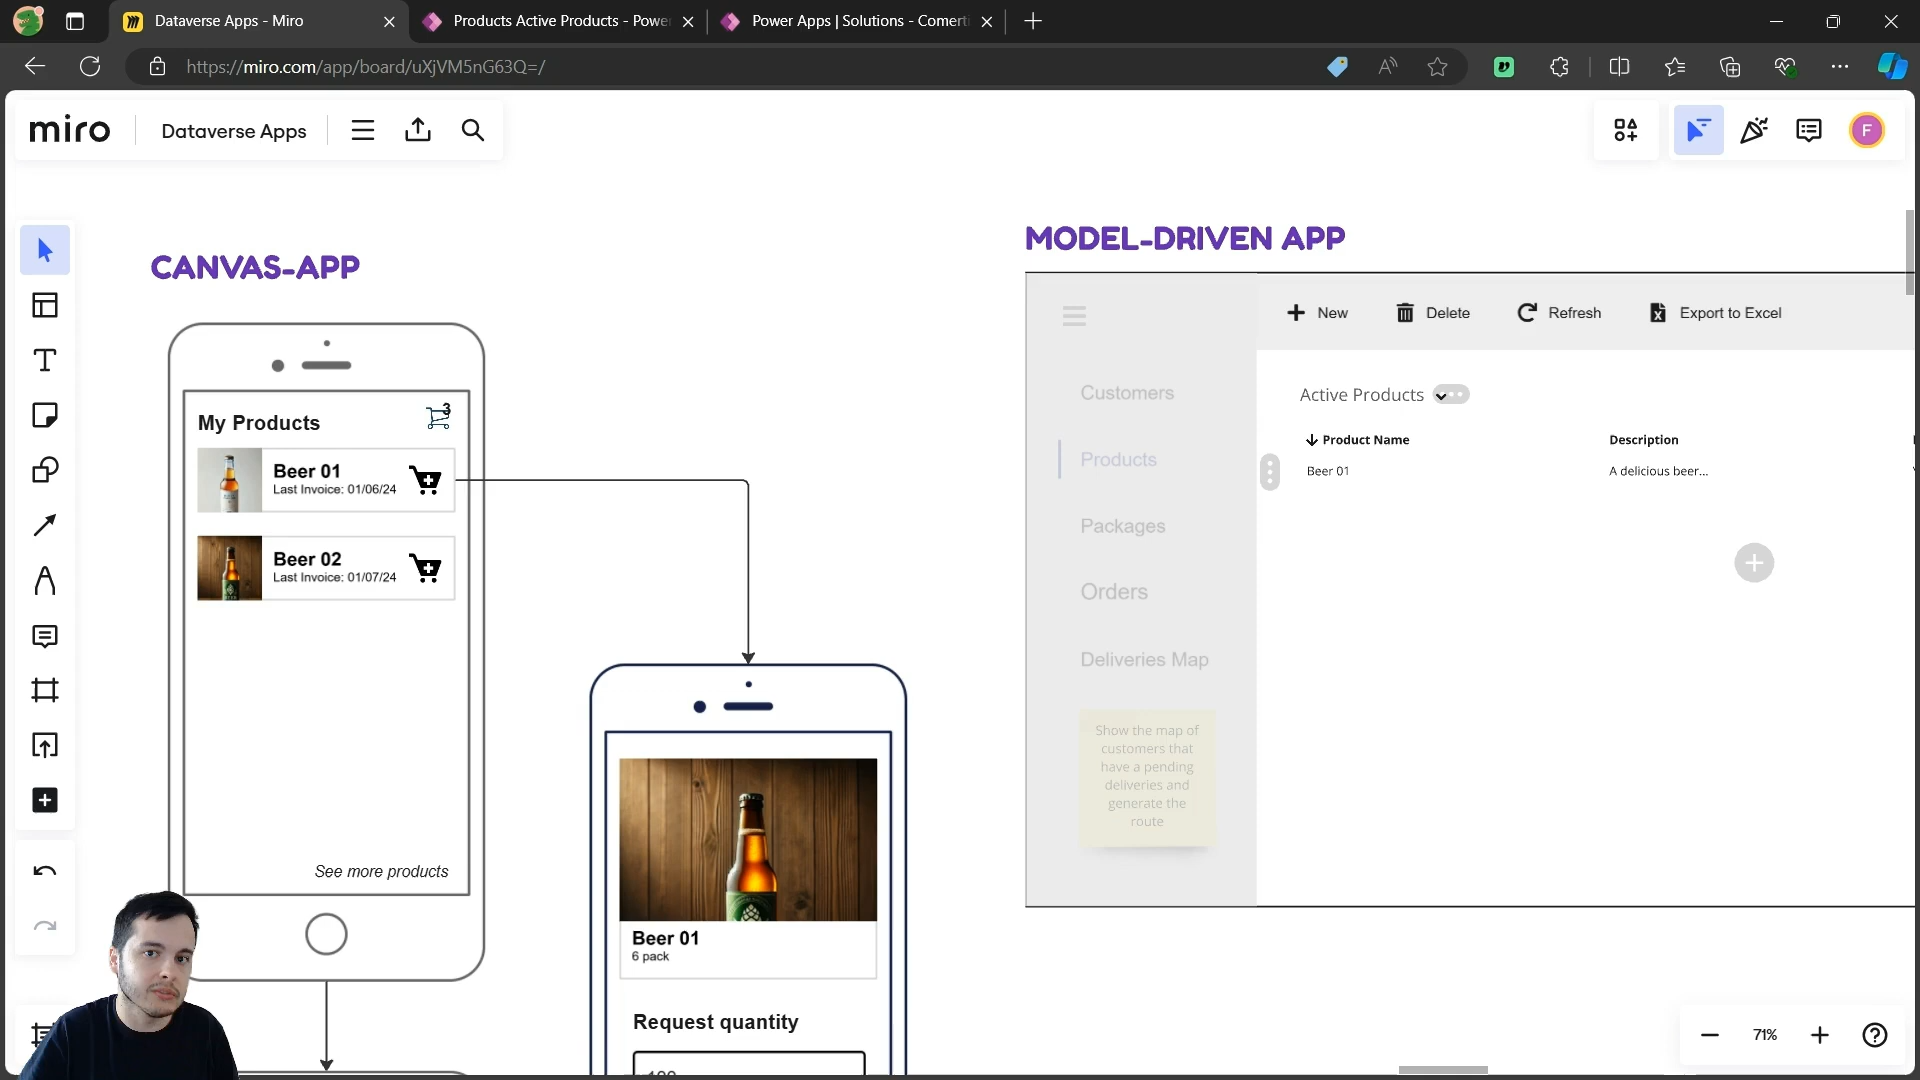 Dataverse Apps - Miro
Products Active Products - Powe
Power Apps | Solutions - Comerti
https://miro.com/app/board/uXjVM5nG63Q=/
miro
Dataverse Apps
F
CANVAS-APP
MODEL-DRIVEN APP
My Products
3
Beer 01
Last Invoice: 01/06/24
Beer 02
Last Invoice: 01/07/24
See more products
Beer 01
6 pack
Request quantity
New
Delete
Refresh
Export to Excel
Customers
Products
Packages
Orders
Deliveries Map
Show the map of
customers that
have a pending
deliveries and
generate the
route
Active Products
Product Name
Description
Beer 01
A delicious beer...
71%